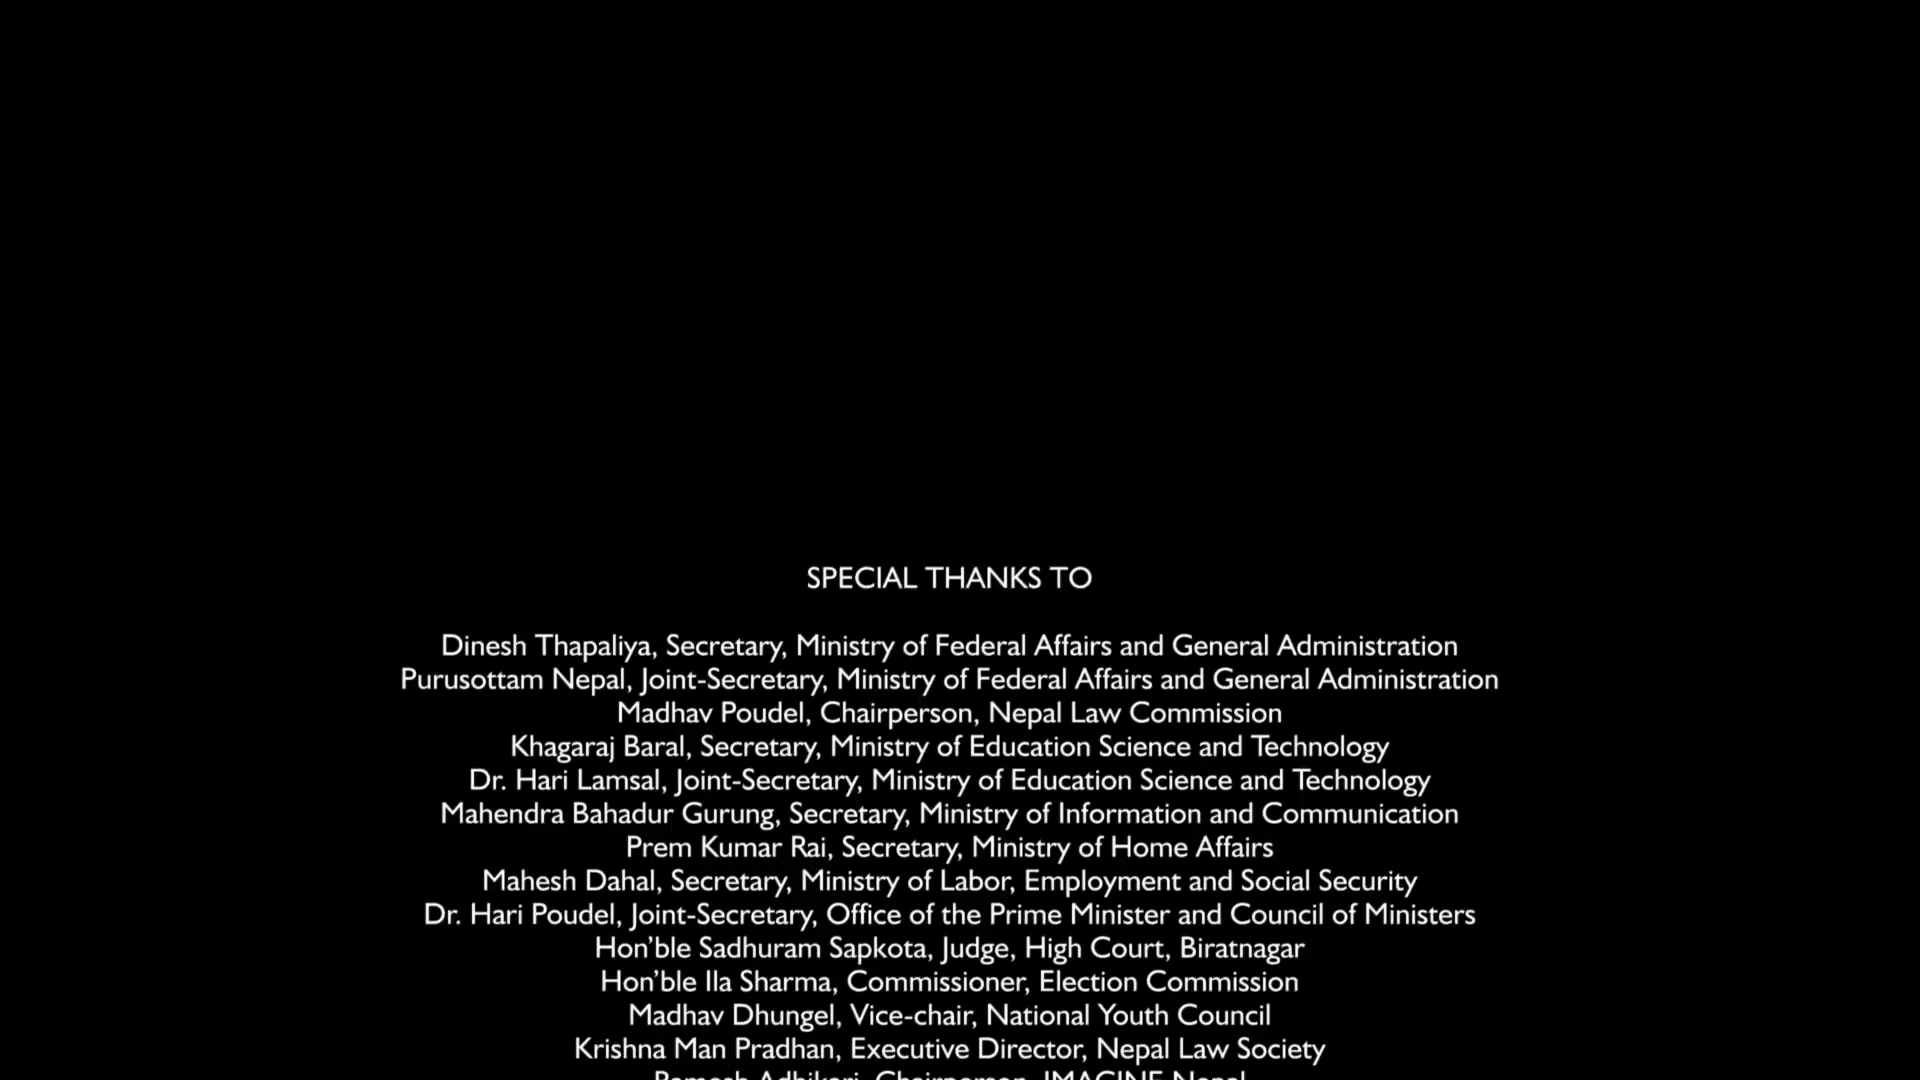 SPECIAL THANKS TO
Dinesh Thapaliya, Secretary, Ministry of Federal Affairs and General Administration
Purusottam Nepal, Joint-Secretary, Ministry of Federal Affairs and General Administration
Madhav Poudel, Chairperson, Nepal Law Commission
Khagaraj Baral, Secretary, Ministry of Education Science and Technology
Dr. Hari Lamsal, Joint-Secretary, Ministry of Education Science and Technology
Mahendra Bahadur Gurung, Secretary, Ministry of Information and Communication
Prem Kumar Rai, Secretary, Ministry of Home Affairs
Mahesh Dahal, Secretary, Ministry of Labor, Employment and Social Security
Dr. Hari Poudel, Joint-Secretary, Office of the Prime Minister and Council of Ministers
Hon’ble Sadhuram Sapkota, Judge, High Court, Biratnagar
Hon’ble Ila Sharma, Commissioner, Election Commission
Madhav Dhungel, Vice-chair, National Youth Council
Krishna Man Pradhan, Executive Director, Nepal Law Society
Ramesh Adhikari, Chairperson, IMAGINE Nepal